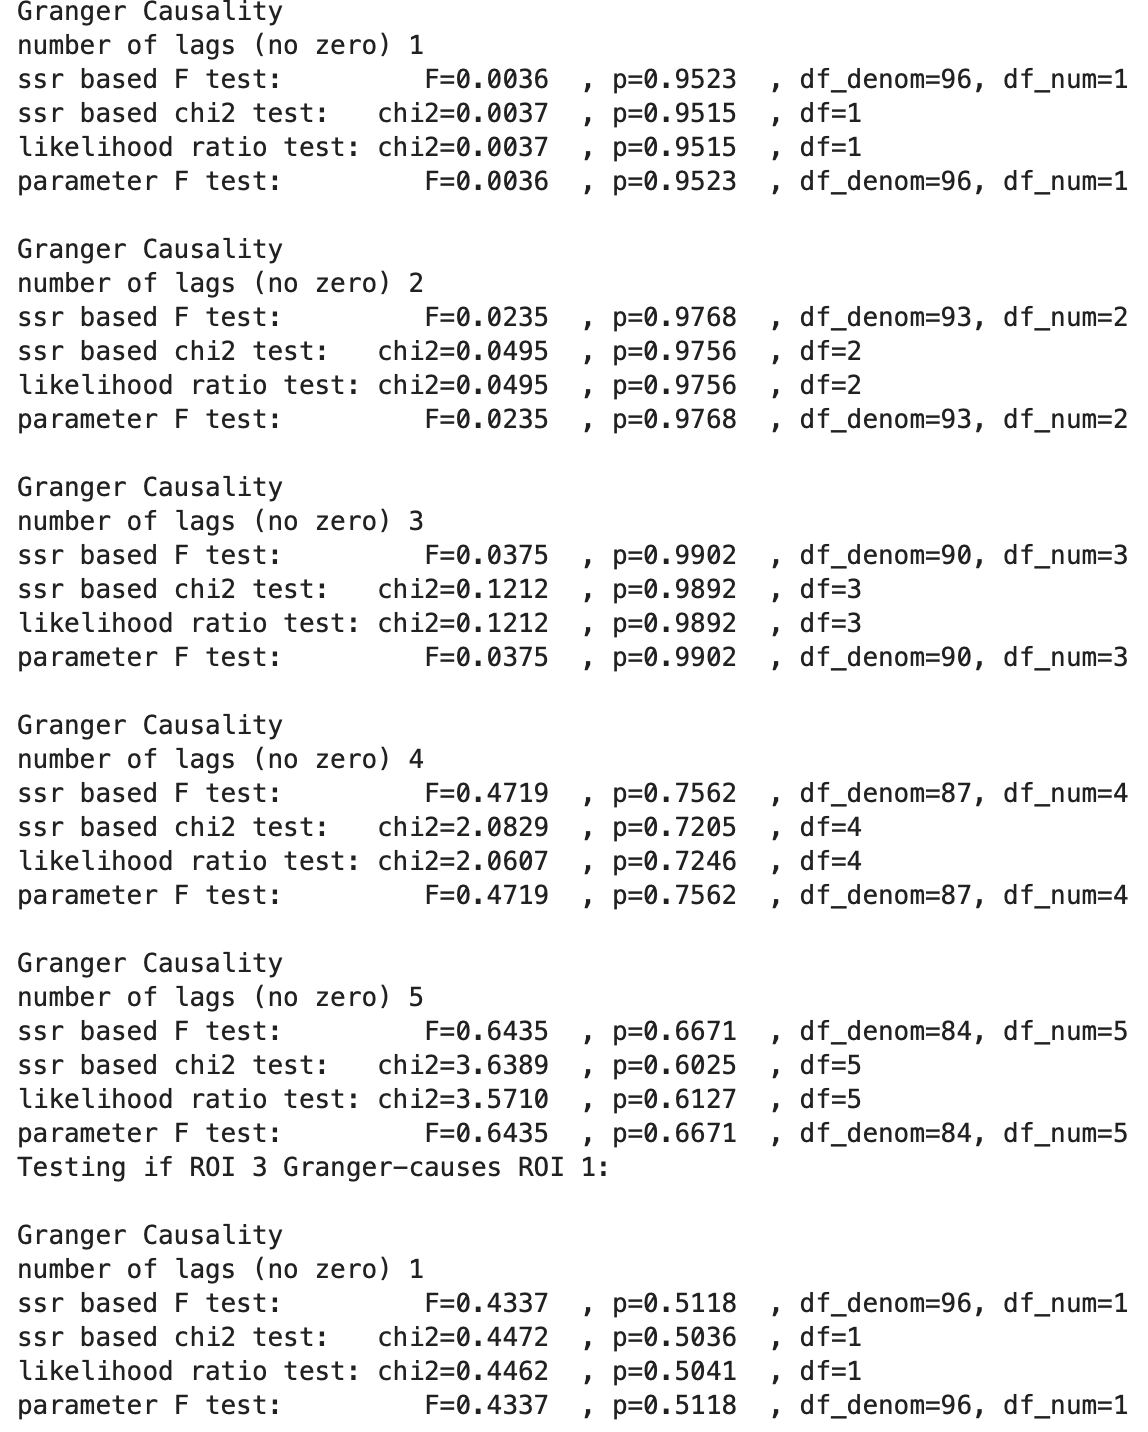 Granger Causality
number of lags (no zero) 1
ssr based F test:         F=0.0036  , p=0.9523  , df_denom=96, df_num=1
ssr based chi2 test:   chi2=0.0037  , p=0.9515  , df=1
likelihood ratio test: chi2=0.0037  , p=0.9515  , df=1
parameter F test:         F=0.0036  , p=0.9523  , df_denom=96, df_num=1

Granger Causality
number of lags (no zero) 2
ssr based F test:         F=0.0235  , p=0.9768  , df_denom=93, df_num=2
ssr based chi2 test:   chi2=0.0495  , p=0.9756  , df=2
likelihood ratio test: chi2=0.0495  , p=0.9756  , df=2
parameter F test:         F=0.0235  , p=0.9768  , df_denom=93, df_num=2

Granger Causality
number of lags (no zero) 3
ssr based F test:         F=0.0375  , p=0.9902  , df_denom=90, df_num=3
ssr based chi2 test:   chi2=0.1212  , p=0.9892  , df=3
likelihood ratio test: chi2=0.1212  , p=0.9892  , df=3
parameter F test:         F=0.0375  , p=0.9902  , df_denom=90, df_num=3

Granger Causality
number of lags (no zero) 4
ssr based F test:         F=0.4719  , p=0.7562  , df_denom=87, df_num=4
ssr based chi2 test:   chi2=2.0829  , p=0.7205  , df=4
likelihood ratio test: chi2=2.0607  , p=0.7246  , df=4
parameter F test:         F=0.4719  , p=0.7562  , df_denom=87, df_num=4

Granger Causality
number of lags (no zero) 5
ssr based F test:         F=0.6435  , p=0.6671  , df_denom=84, df_num=5
ssr based chi2 test:   chi2=3.6389  , p=0.6025  , df=5
likelihood ratio test: chi2=3.5710  , p=0.6127  , df=5
parameter F test:         F=0.6435  , p=0.6671  , df_denom=84, df_num=5
Testing if ROI 3 Granger-causes ROI 1:

Granger Causality
number of lags (no zero) 1
ssr based F test:         F=0.4337  , p=0.5118  , df_denom=96, df_num=1
ssr based chi2 test:   chi2=0.4472  , p=0.5036  , df=1
likelihood ratio test: chi2=0.4462  , p=0.5041  , df=1
parameter F test:         F=0.4337  , p=0.5118  , df_denom=96, df_num=1